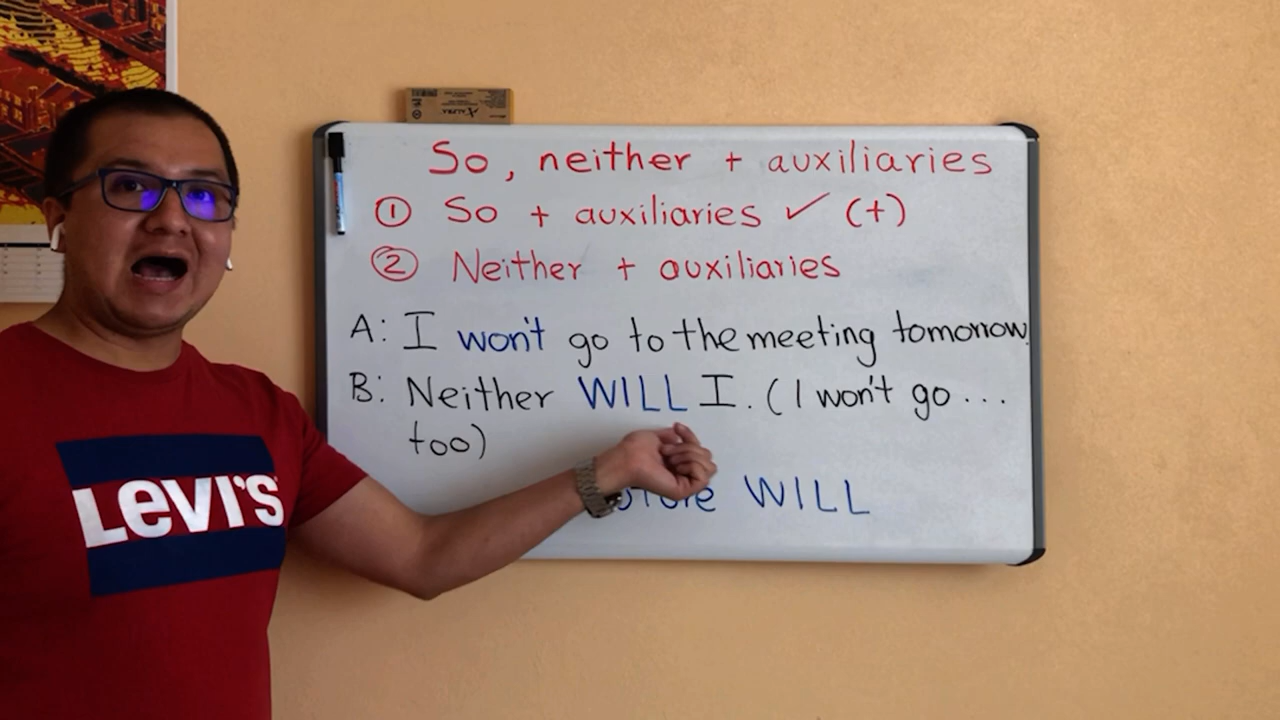 So, neither + auxiliaries
① So + auxiliaries ✓ (+)
② Neither + auxiliaries
A: I won't go to the meeting tomorrow.
B: Neither WILL I. (I won't go ...
too)
WILL
LEVI'S
ALPHA